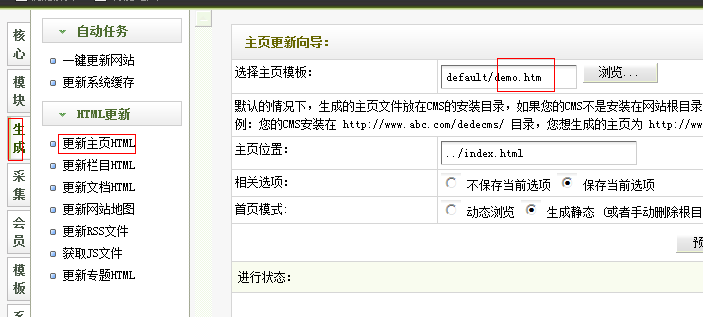 核心
模块
生成
采集
会员
模板
系
自动任务
一键更新网站
更新系统缓存
HTML更新
更新主页HTML
更新栏目HTML
更新文档HTML
更新网站地图
更新RSS文件
获取JS文件
更新专题HTML
主页更新向导：
选择主页模板： default/demo.htm 浏览...
默认的情况下，生成的主页文件放在CMS的安装目录，如果您的CMS不是安装在网站根目录
例：您的CMS安装在 http://www.abc.com/dedecms/ 目录，您想生成的主页为 http://ww
主页位置： ../index.html
相关选项： 不保存当前选项 保存当前选项
首页模式： 动态浏览 生成静态 (或者手动删除根目
预
进行状态：